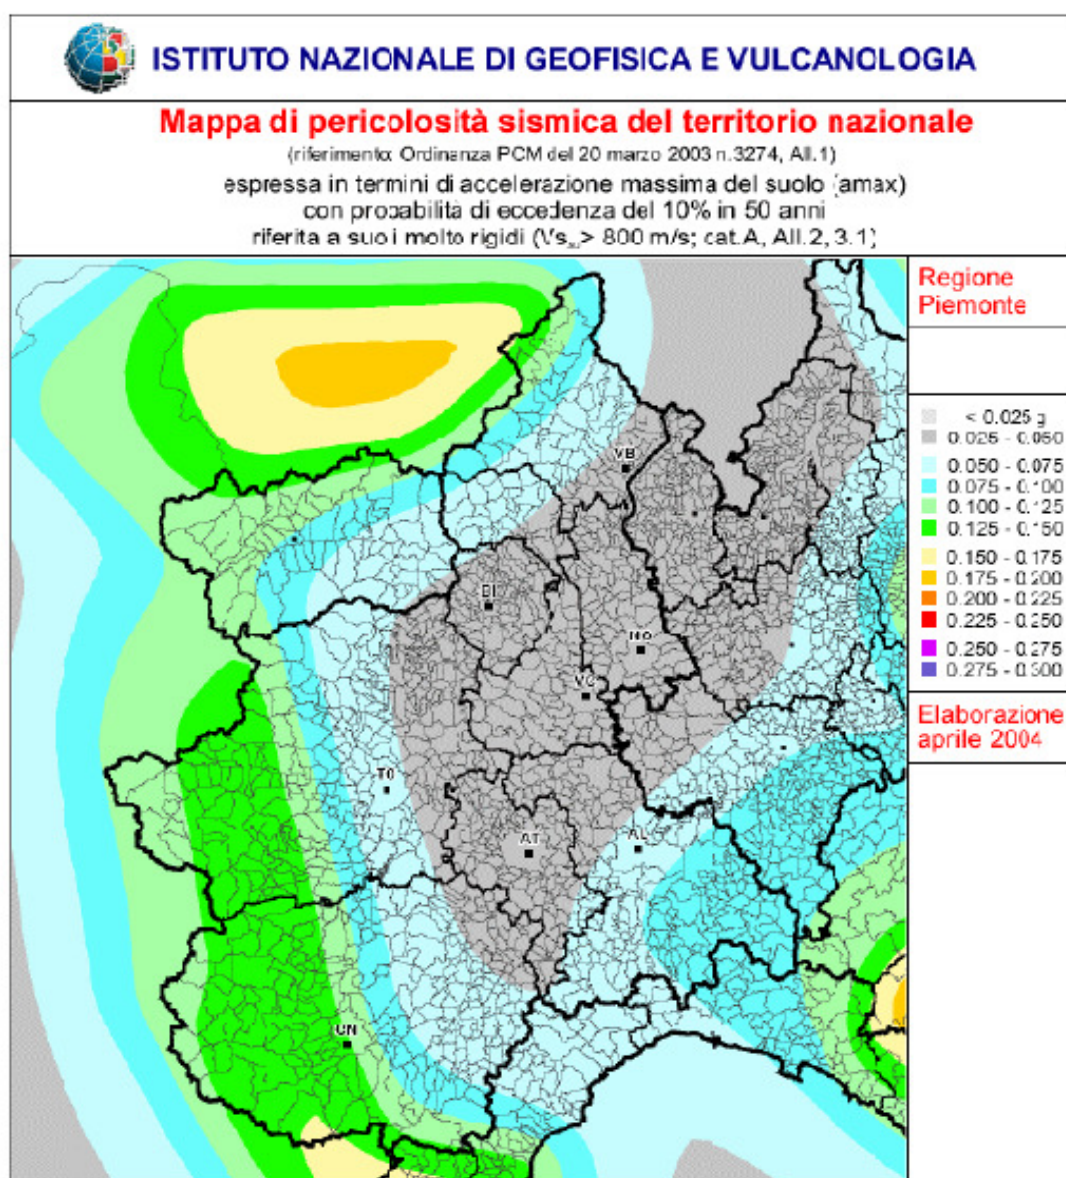 ISTITUTO NAZIONALE DI GEOFISICA E VULCANOLOGIA
Mappa di pericolosità sismica del territorio nazionale
(riferimento: Ordinanza PCM del 20 marzo 2003 n.3274, All.1)
espressa in termini di accelerazione massima del suolo (amax)
con probabilità di eccedenza del 10% in 50 anni
riferita a suoli molto rigidi (Vs₃₀> 800 m/s; cat.A, All.2, 3.1)
Regione
Piemonte
< 0.025 g
0.025 - 0.050
0.050 - 0.075
0.075 - 0.100
0.100 - 0.125
0.125 - 0.150
0.150 - 0.175
0.175 - 0.200
0.200 - 0.225
0.225 - 0.250
0.250 - 0.275
0.275 - 0.300
Elaborazione
aprile 2004
VB
BI
NO
VC
TO
AT
AL
CN